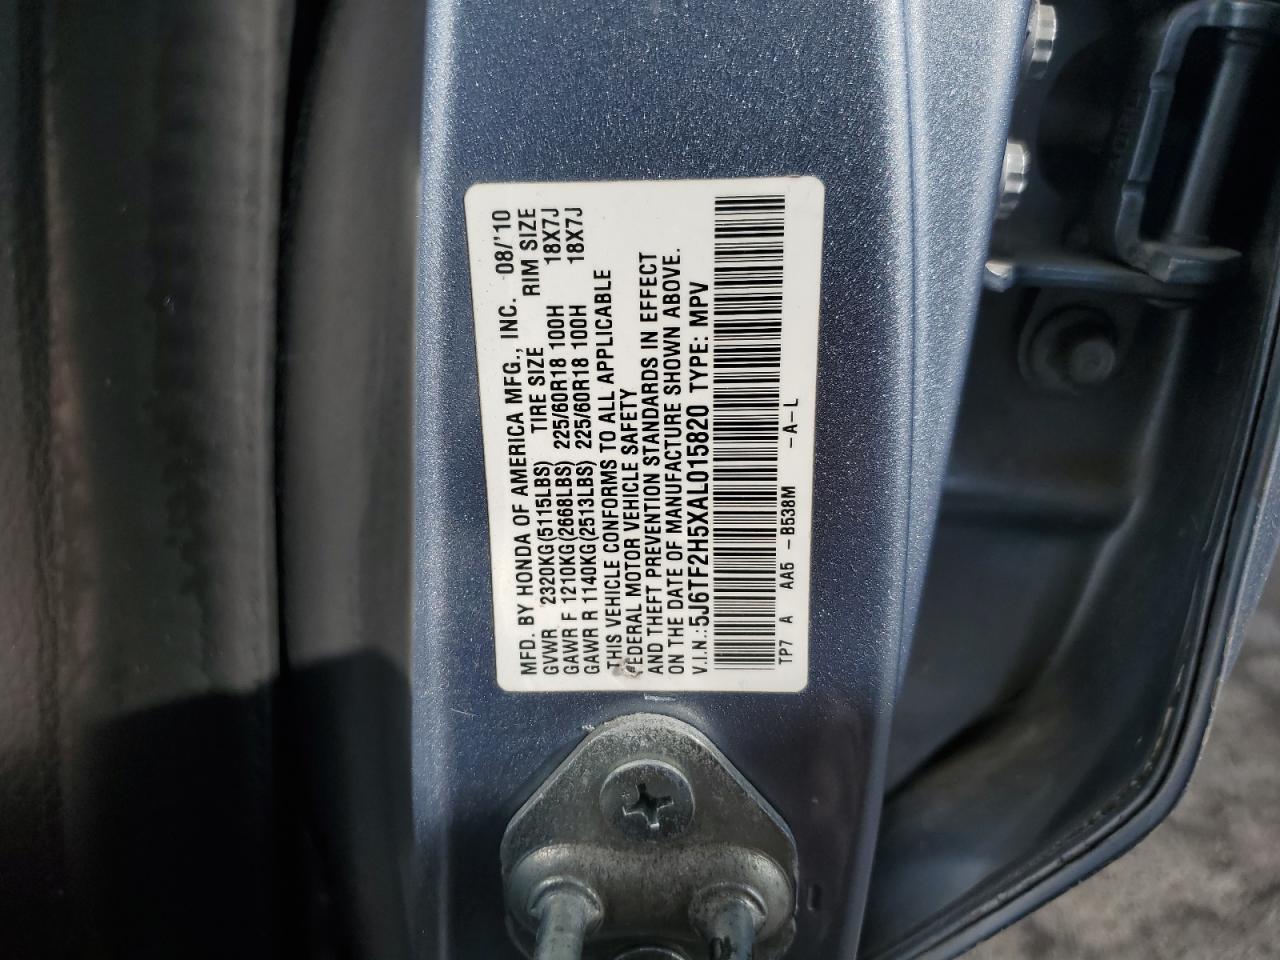 MFD. BY HONDA OF AMERICA MFG., INC. 08/'10
GVWR 2320KG(5115LBS) TIRE SIZE RIM SIZE
GAWR F 1210KG(2668LBS) 225/60R18 100H 18X7J
GAWR R 1140KG(2513LBS) 225/60R18 100H 18X7J
THIS VEHICLE CONFORMS TO ALL APPLICABLE
FEDERAL MOTOR VEHICLE SAFETY
AND THEFT PREVENTION STANDARDS IN EFFECT
ON THE DATE OF MANUFACTURE SHOWN ABOVE.
V.I.N.:5J6TF2H5XAL015820 TYPE: MPV
TP7 A AA5 -B538M -A-L